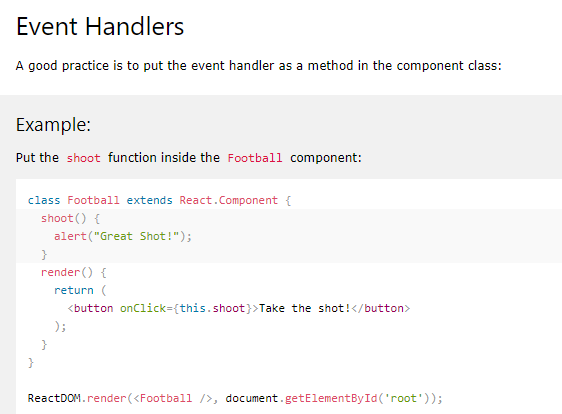 Event Handlers
A good practice is to put the event handler as a method in the component class:
Example:
Put the shoot function inside the Football component:
class Football extends React.Component {
  shoot() {
    alert("Great Shot!");
  }
  render() {
    return (
      <button onClick={this.shoot}>Take the shot!</button>
    );
  }
}
ReactDOM.render(<Football />, document.getElementById('root'));